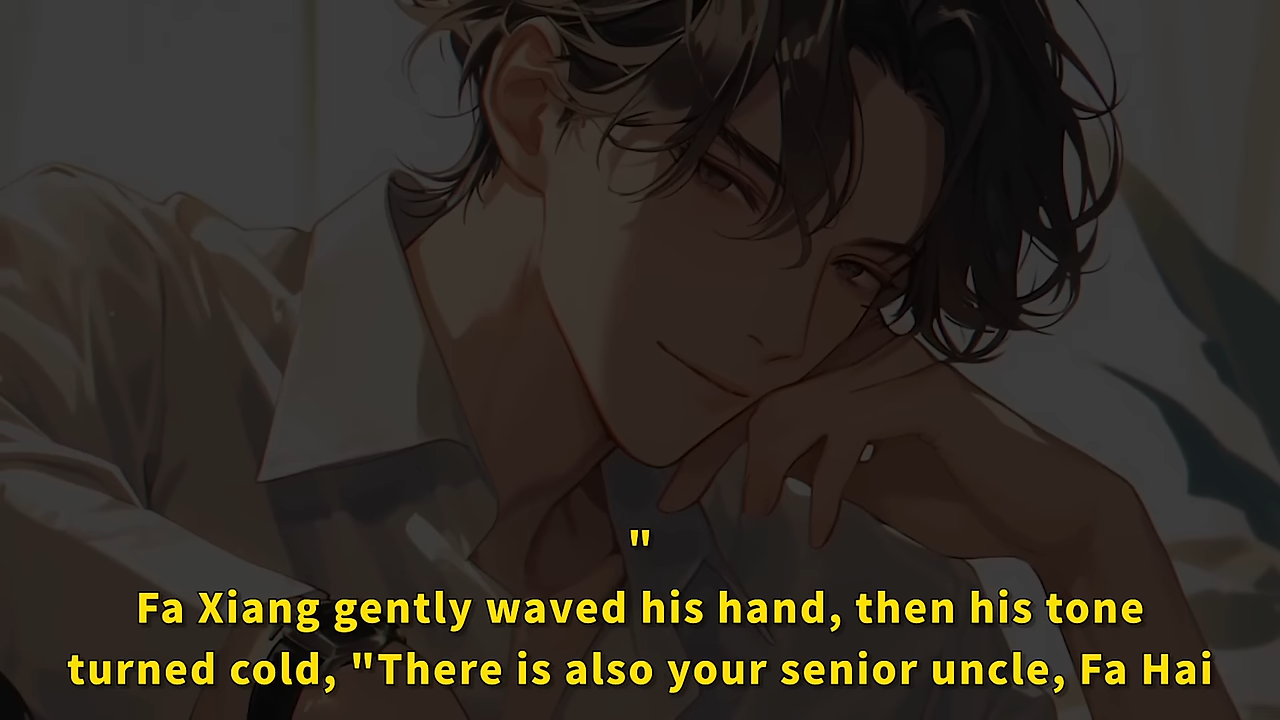 "
Fa Xiang gently waved his hand, then his tone
turned cold, "There is also your senior uncle, Fa Hai